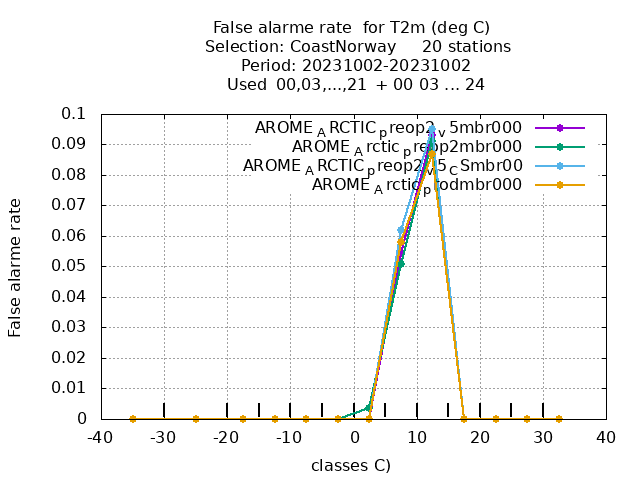 False alarme rate  for T2m (deg C)
Selection: CoastNorway     20 stations
Period: 20231002-20231002
Used  00,03,...,21  + 00 03 ... 24
0.1
0.09
0.08
0.07
0.06
0.05
0.04
0.03
0.02
0.01
0
False alarme rate
AROME_ARCTIC_preop2_v5mbr000
AROME_Arctic_preop2mbr000
AROME_ARCTIC_preop2_v5_CSmbr00
AROME_Arctic_prodmbr000
-40 -30 -20 -10 0 10 20 30 40
classes C)